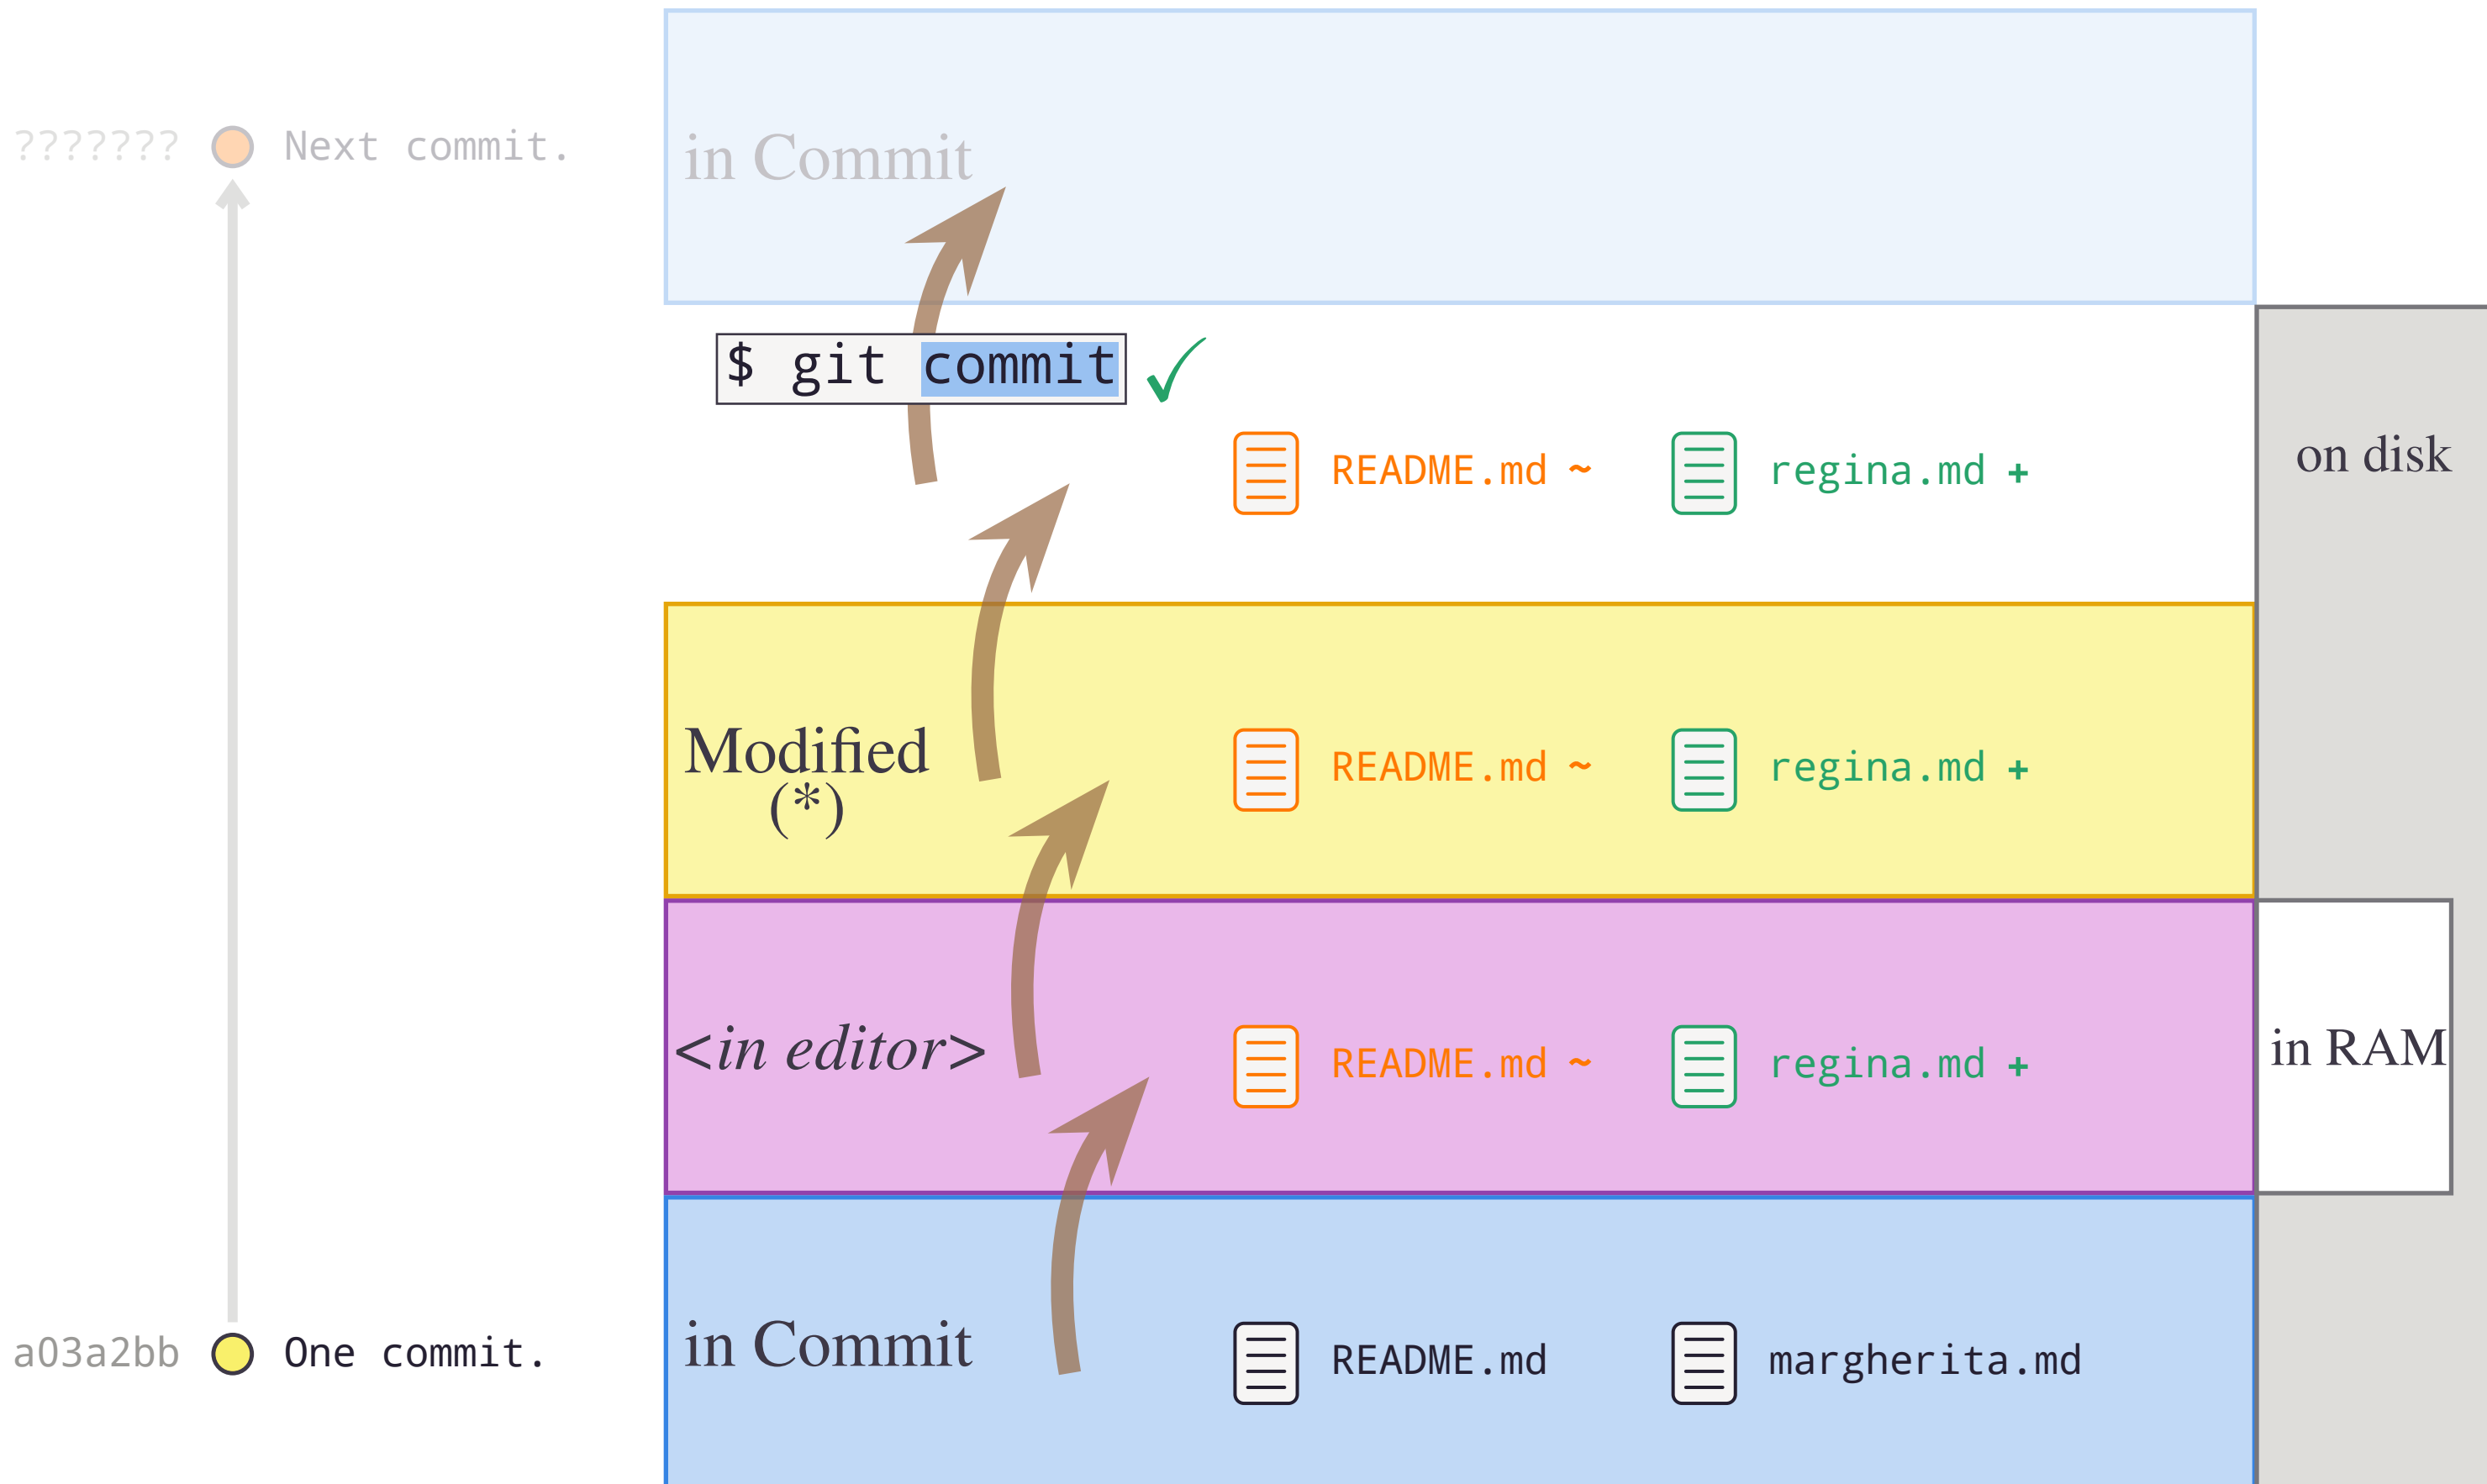 ??????? Next commit.
in Commit
$ git commit ✓
README.md ~ regina.md +
on disk
Modified
(*)
README.md ~ regina.md +
<in editor>
README.md ~ regina.md +
in RAM
a03a2bb One commit.
in Commit
README.md margherita.md